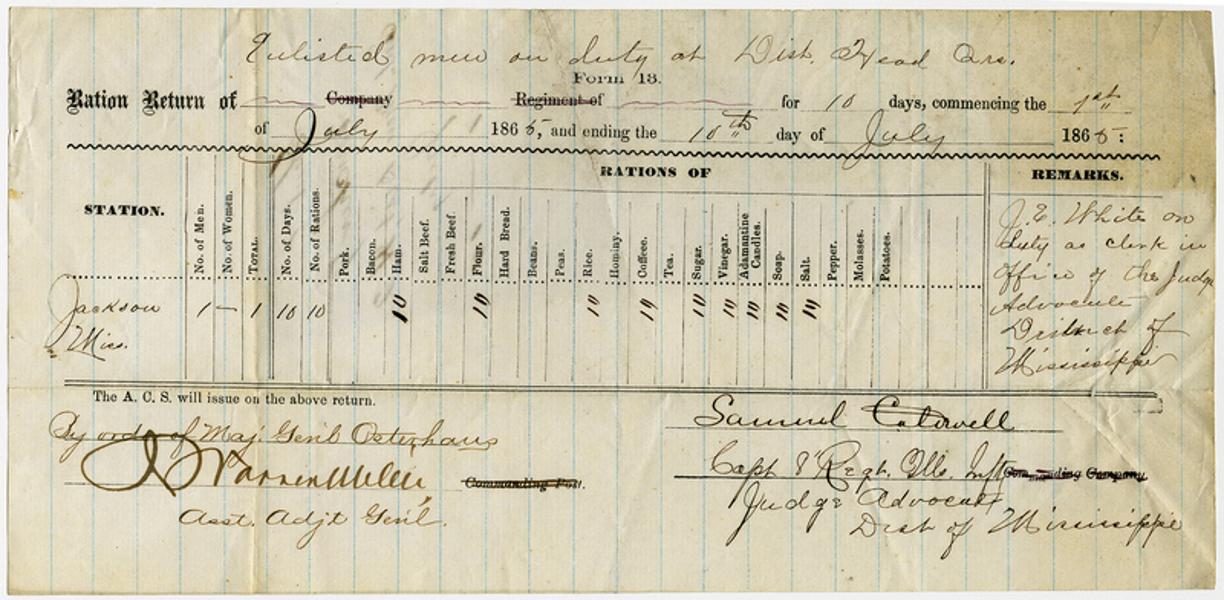 Enlisted men on duty at Dist. Head Qrs.
Form 13.
Ration Return of Company Regiment of for 10 days, commencing the 1st
of July 1865, and ending the 10th day of July 1865:
RATIONS OF
REMARKS.
STATION.
No. of Men.
No. of Women.
TOTAL.
No. of Days.
No. of Rations.
Pork.
Bacon.
Ham.
Salt Beef.
Fresh Beef.
Flour.
Hard Bread.
Beans.
Peas.
Rice.
Hominy.
Coffee.
Tea.
Sugar.
Vinegar.
Adamantine Candles.
Soap.
Salt.
Pepper.
Molasses.
Potatoes.
Jackson 1 — 1 10 10 10 10 10 10 10 10 10 10 10
Miss.
J. E. White on
duty as clerk in
Office of the Judge
Advocate
District of
Mississippi
The A. C. S. will issue on the above return.
By order of Maj. Genl Osterhaus
Commanding Post.
Asst. Adjt Genl.
Samuel Caldwell
Capt 8" Regt. Ills. Inft Commanding Company
Judge Advocate
Dist of Mississippi